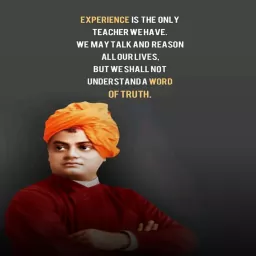 EXPERIENCE IS THE ONLY
TEACHER WE HAVE.
WE MAY TALK AND REASON
ALL OUR LIVES,
BUT WE SHALL NOT
UNDERSTAND A WORD
OF TRUTH.